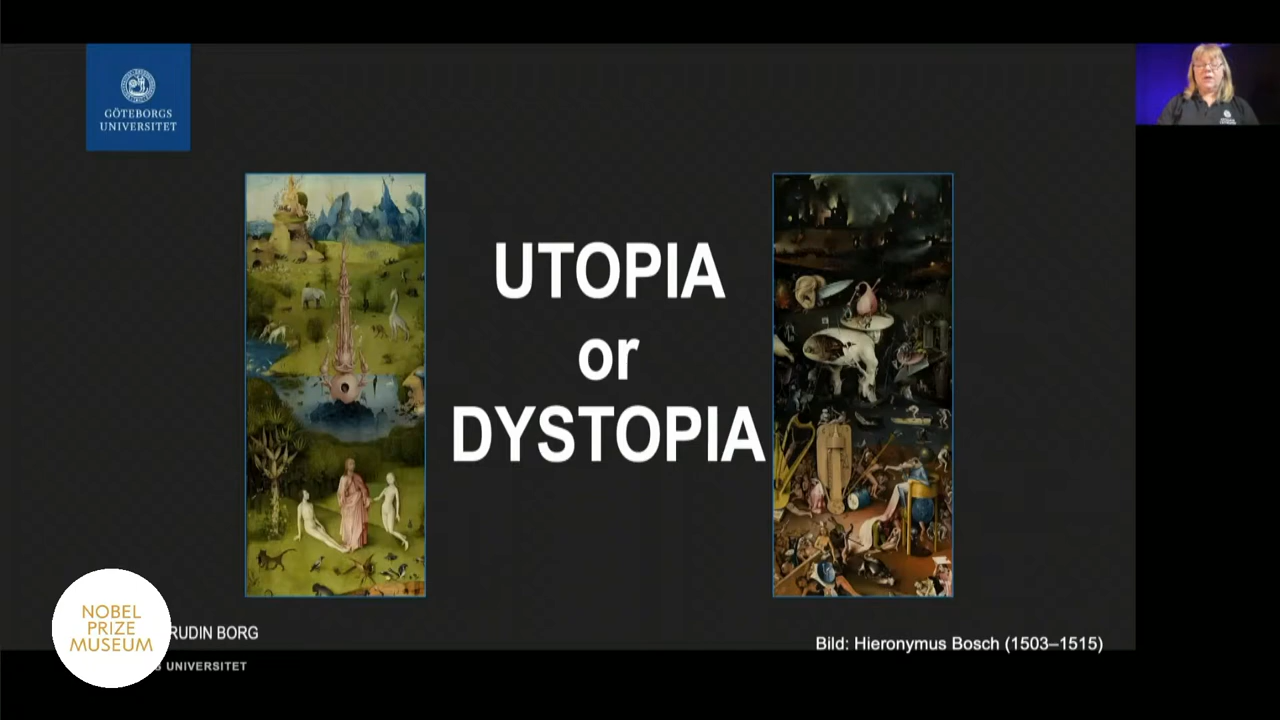 GÖTEBORGS
UNIVERSITET
UTOPIA
or
DYSTOPIA
NOBEL
PRIZE
MUSEUM
RUDIN BORG
UNIVERSITET
Bild: Hieronymus Bosch (1503–1515)